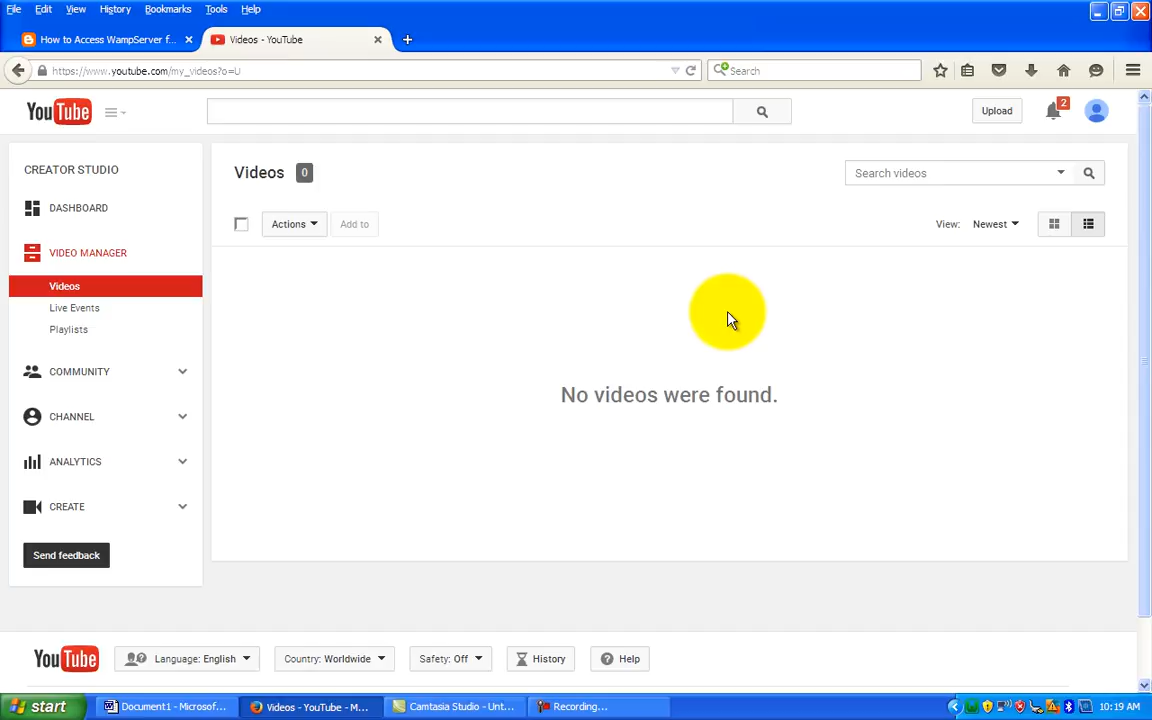 File Edit View History Bookmarks Tools Help
How to Access WampServer f... Videos - YouTube
https://www.youtube.com/my_videos?o=U Search
YouTube Upload 2
CREATOR STUDIO
DASHBOARD
VIDEO MANAGER
Videos
Live Events
Playlists
COMMUNITY
CHANNEL
ANALYTICS
CREATE
Send feedback
Videos 0 Search videos
Actions Add to View: Newest
No videos were found.
YouTube Language: English Country: Worldwide Safety: Off History Help
start Document1 - Microsof... Videos - YouTube - M... Camtasia Studio - Unt... Recording... 10:19 AM